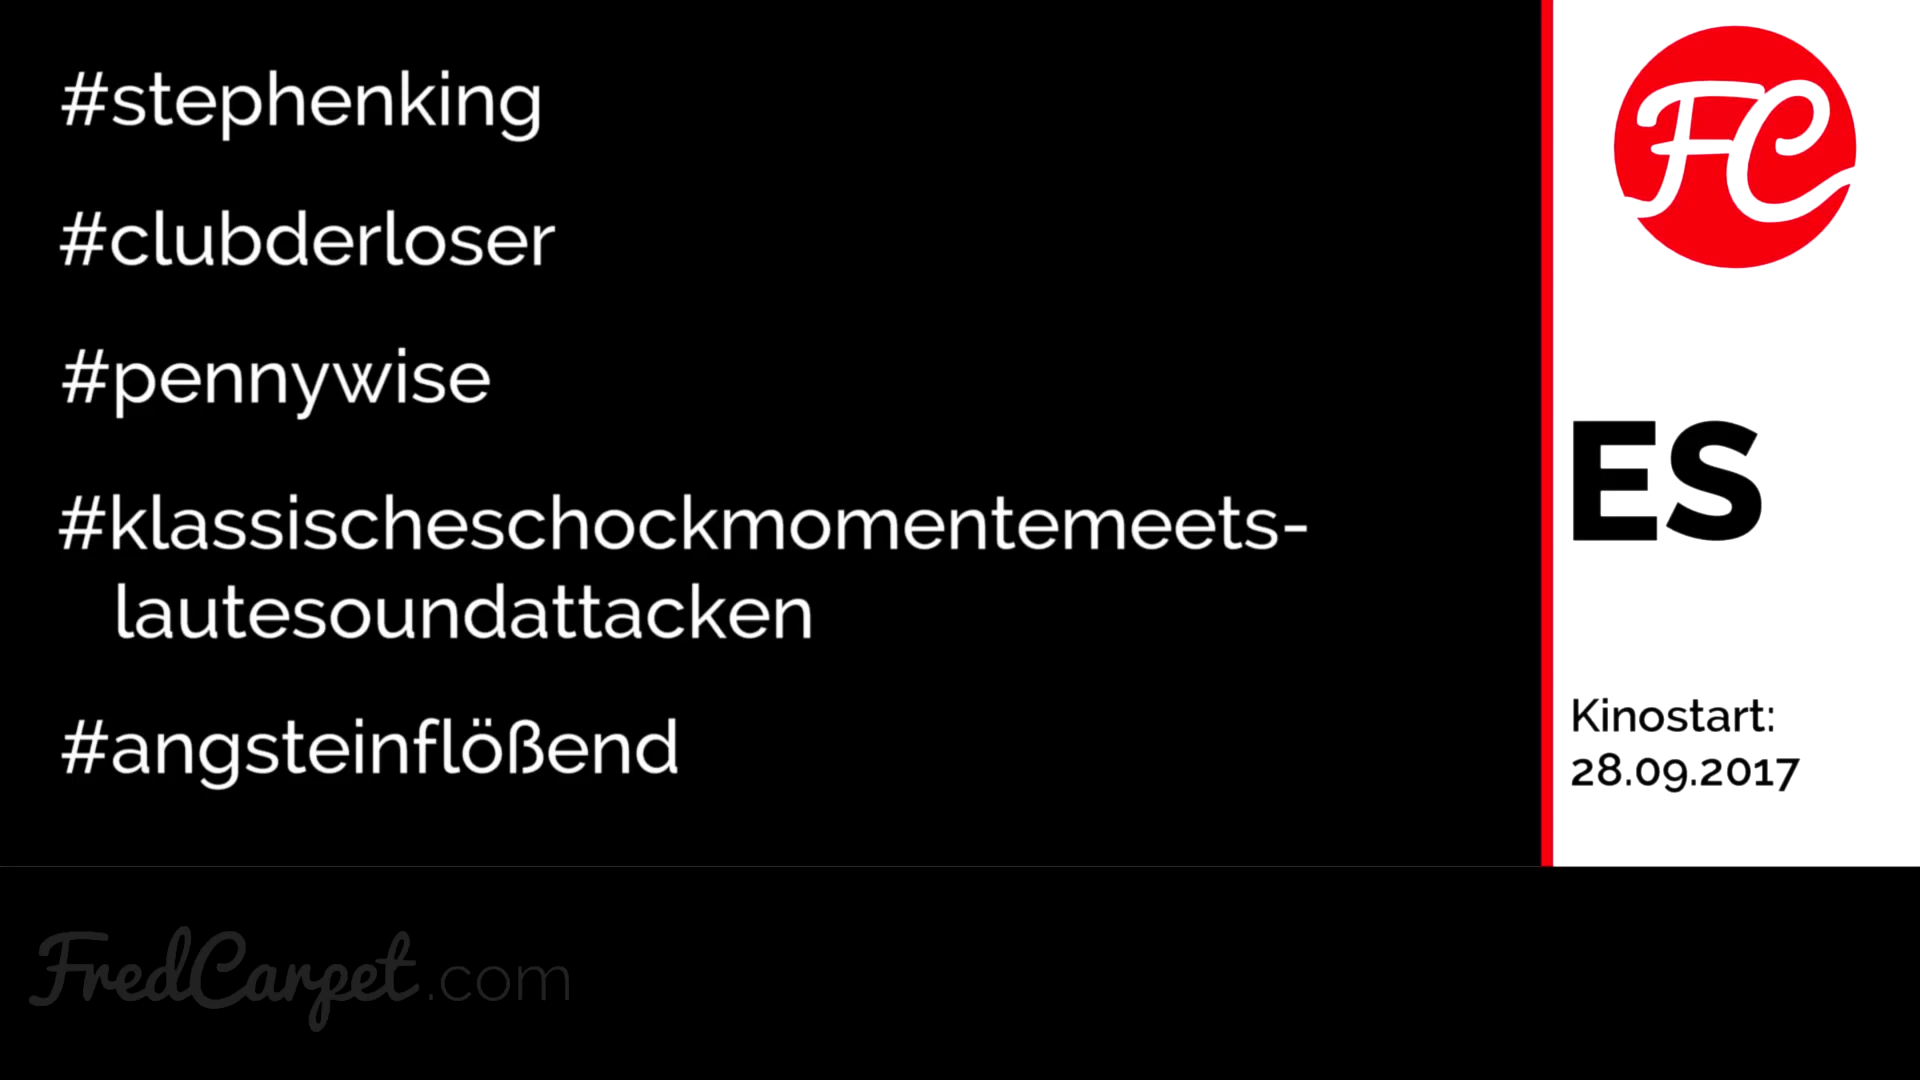 #stephenking
#clubderloser
#pennywise
#klassischeschockmomentemeets-
lautesoundattacken
#angsteinflößend
FC
ES
Kinostart:
28.09.2017
FredCarpet.com